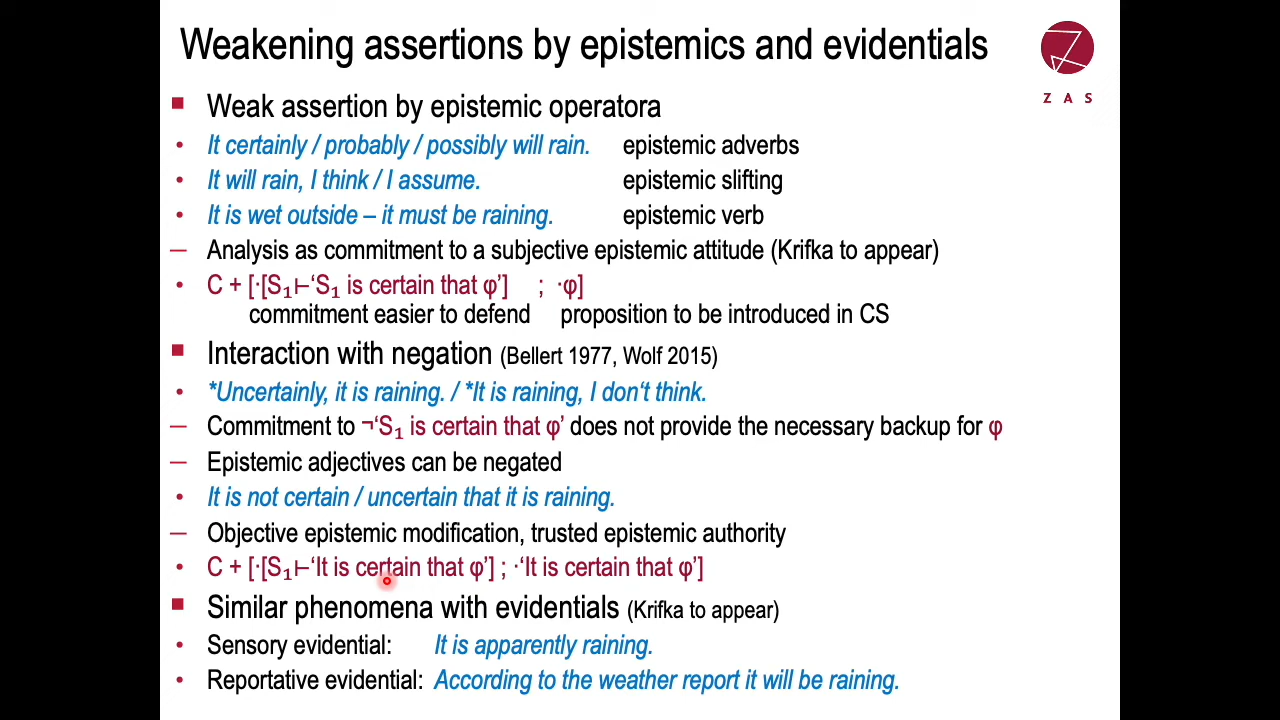 Weakening assertions by epistemics and evidentials
Z A S
Weak assertion by epistemic operatora
It certainly / probably / possibly will rain. epistemic adverbs
It will rain, I think / I assume. epistemic slifting
It is wet outside – it must be raining. epistemic verb
Analysis as commitment to a subjective epistemic attitude (Krifka to appear)
C + [·[S₁⊢‘S₁ is certain that φ’] ; ·φ]
commitment easier to defend proposition to be introduced in CS
Interaction with negation (Bellert 1977, Wolf 2015)
*Uncertainly, it is raining. / *It is raining, I don‘t think.
Commitment to ¬‘S₁ is certain that φ’ does not provide the necessary backup for φ
Epistemic adjectives can be negated
It is not certain / uncertain that it is raining.
Objective epistemic modification, trusted epistemic authority
C + [·[S₁⊢‘It is certain that φ’] ; ·‘It is certain that φ’]
Similar phenomena with evidentials (Krifka to appear)
Sensory evidential: It is apparently raining.
Reportative evidential: According to the weather report it will be raining.